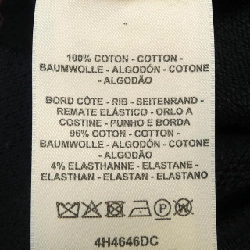 100% COTON - COTTON -
BAUMWOLLE - ALGODÓN - COTONE
- ALGODÃO
BORD CÔTE - RIB - SEITENRAND -
REMATE ELÁSTICO - ORLO A
COSTINE - PUNHO E BORDA
96% COTON - COTTON -
BAUMWOLLE - ALGODÓN - COTONE
- ALGODÃO
4% ELASTHANNE - ELASTANE -
ELASTHAN - ELASTAN - ELASTANO
P
4H4646DC